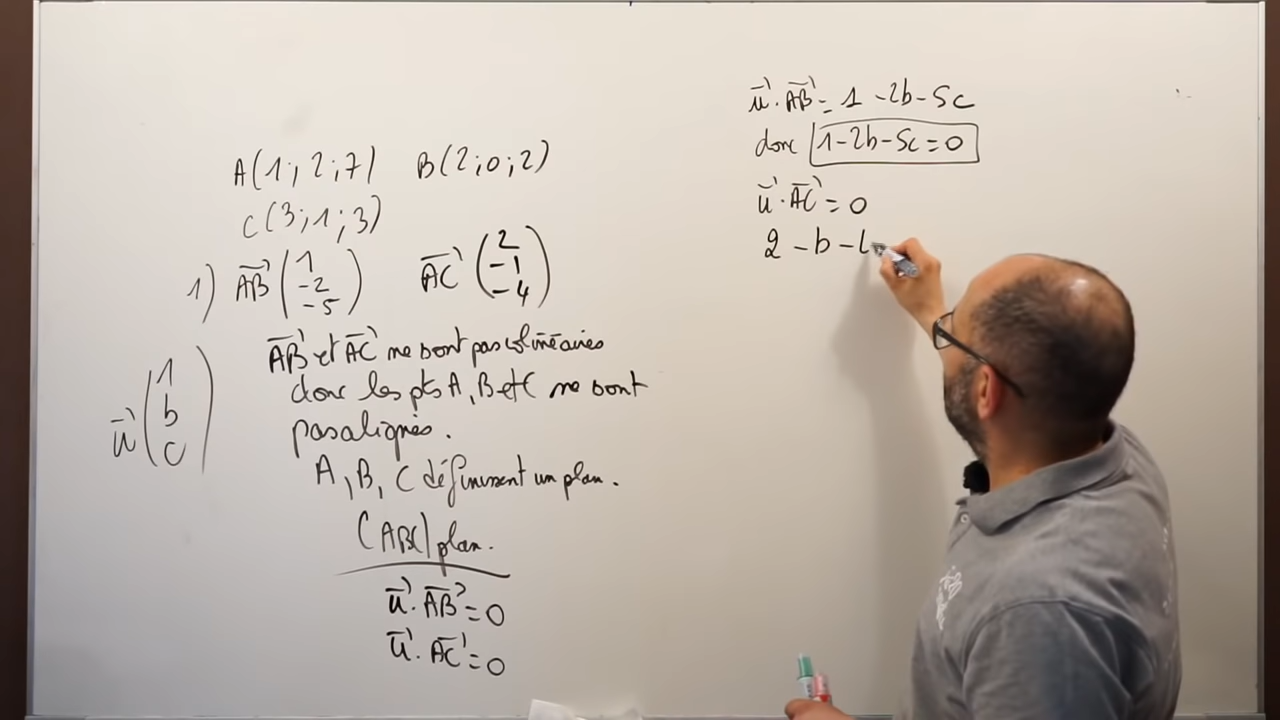 A(1;2;7) B(2;0;2)
C(3;1;3)
1) AB⃗ (1 -2 -5) AC⃗ (2 -1 -4)
AB⃗ et AC⃗ ne sont pas colinéaires
donc les pts A, B et C ne sont
pas alignés.
A, B, C définissent un plan.
(ABC) plan.
u⃗.AB⃗=0
u⃗.AC⃗=0
u⃗ (1 b c)
u⃗.AB⃗= 1 -2b-5c
donc 1-2b-5c=0
u⃗.AC⃗=0
2 -b -